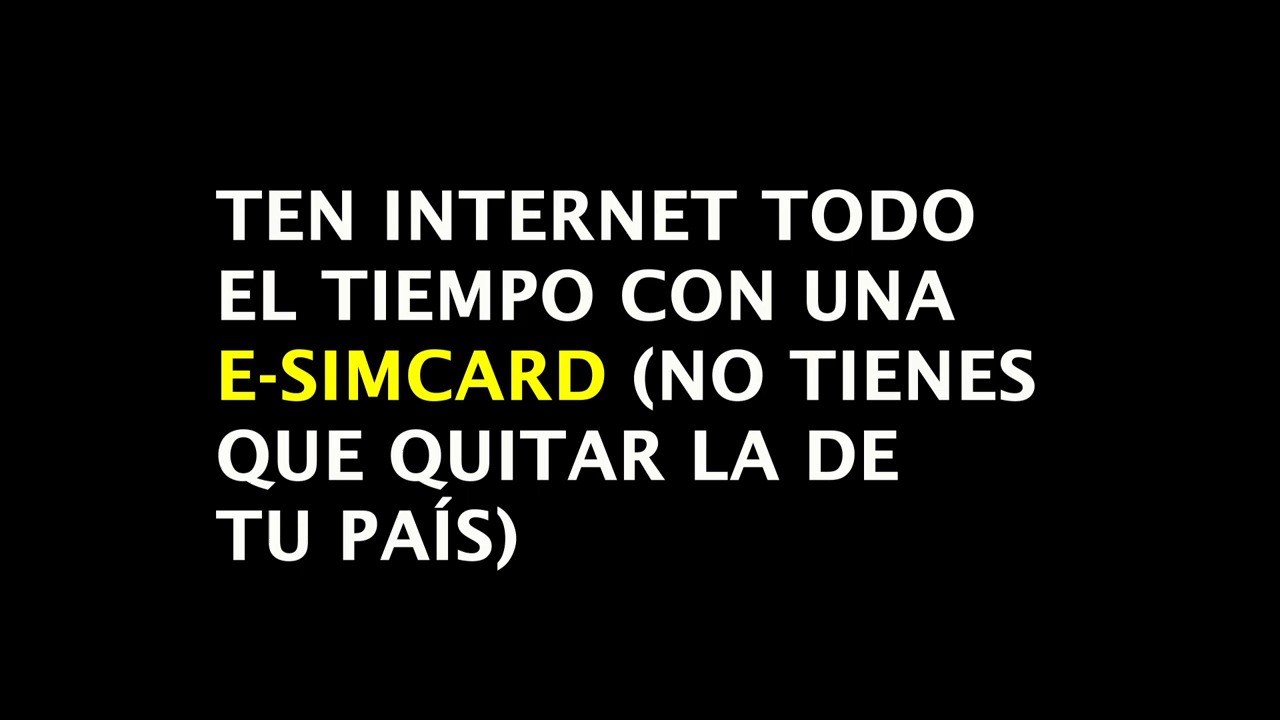 TEN INTERNET TODO
EL TIEMPO CON UNA
E-SIMCARD (NO TIENES
QUE QUITAR LA DE
TU PAÍS)